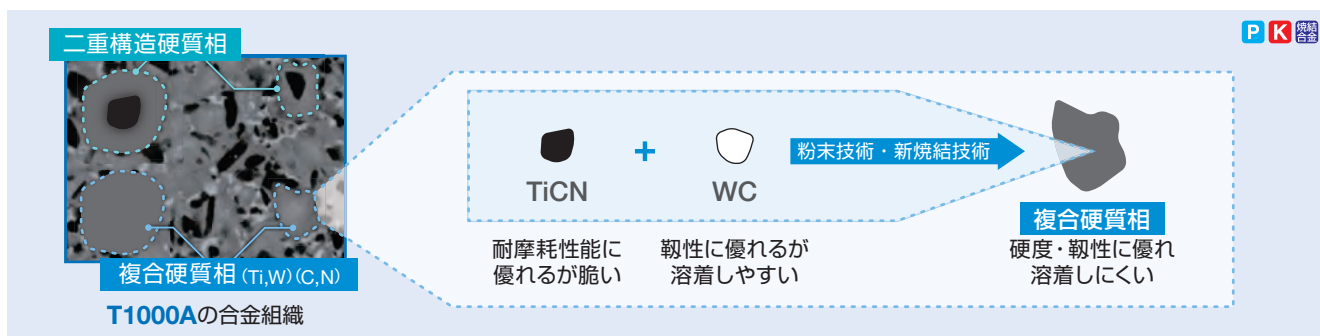 P K 焼結
合金
二重構造硬質相
複合硬質相 (Ti,W)(C,N)
T1000Aの合金組織
TiCN
+
WC
粉末技術・新焼結技術
耐摩耗性能に
優れるが脆い
靱性に優れるが
溶着しやすい
複合硬質相
硬度・靱性に優れ
溶着しにくい